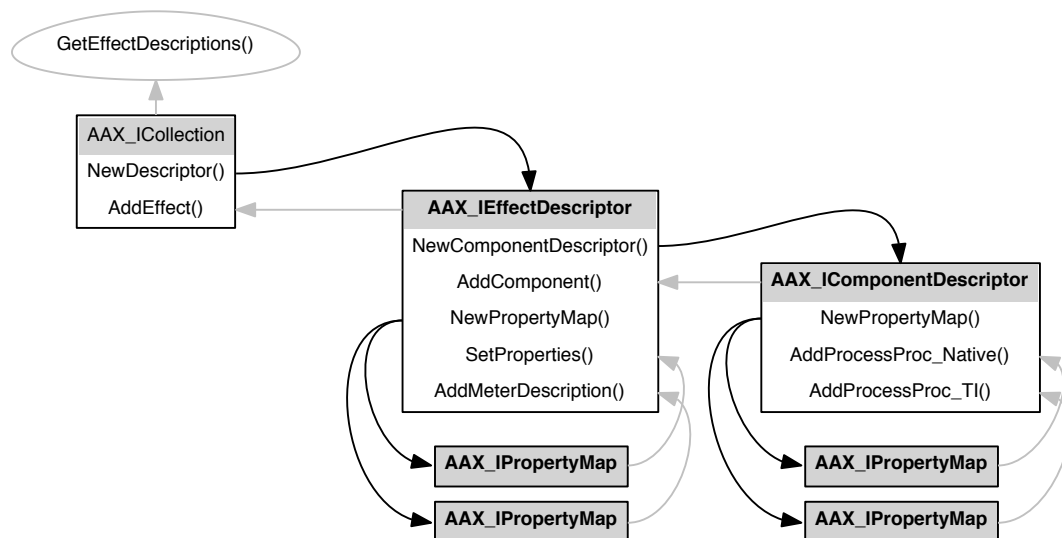 GetEffectDescriptions()
AAX_ICollection
NewDescriptor()
AddEffect()
AAX_IEffectDescriptor
NewComponentDescriptor()
AddComponent()
NewPropertyMap()
SetProperties()
AddMeterDescription()
AAX_IComponentDescriptor
NewPropertyMap()
AddProcessProc_Native()
AddProcessProc_TI()
AAX_IPropertyMap
AAX_IPropertyMap
AAX_IPropertyMap
AAX_IPropertyMap